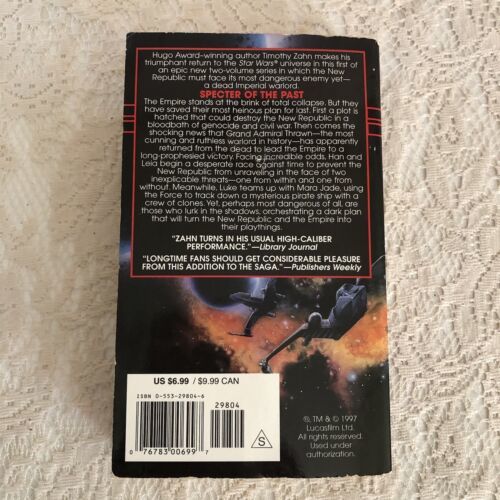 Hugo Award–winning author Timothy Zahn makes his
triumphant return to the Star Wars® universe in this first of
an epic new two-volume series in which the New
Republic must face its most dangerous enemy yet—
a dead Imperial warlord.
SPECTER OF THE PAST
The Empire stands at the brink of total collapse. But they
have saved their most heinous plan for last. First a plot is
hatched that could destroy the New Republic in a
bloodbath of genocide and civil war. Then comes the
shocking news that Grand Admiral Thrawn—the most
cunning and ruthless warlord in history—has apparently
returned from the dead to lead the Empire to a
long-prophesied victory. Facing incredible odds, Han and
Leia begin a desperate race against time to prevent the
New Republic from unraveling in the face of two
inexplicable threats—one from within and one from
without. Meanwhile, Luke teams up with Mara Jade, using
the Force to track down a mysterious pirate ship with a
crew of clones. Yet, perhaps most dangerous of all, are
those who lurk in the shadows, orchestrating a dark plan
that will turn the New Republic and the Empire into
their playthings.
"ZAHN TURNS IN HIS USUAL HIGH-CALIBER
PERFORMANCE."—Library Journal
"LONGTIME FANS SHOULD GET CONSIDERABLE PLEASURE
FROM THIS ADDITION TO THE SAGA."—Publishers Weekly
US $6.99 / $9.99 CAN
ISBN 0-553-29804-6
29804
0 76783 00699 7
S
®, TM & © 1997
Lucasfilm Ltd.
All rights reserved.
Used under
authorization.